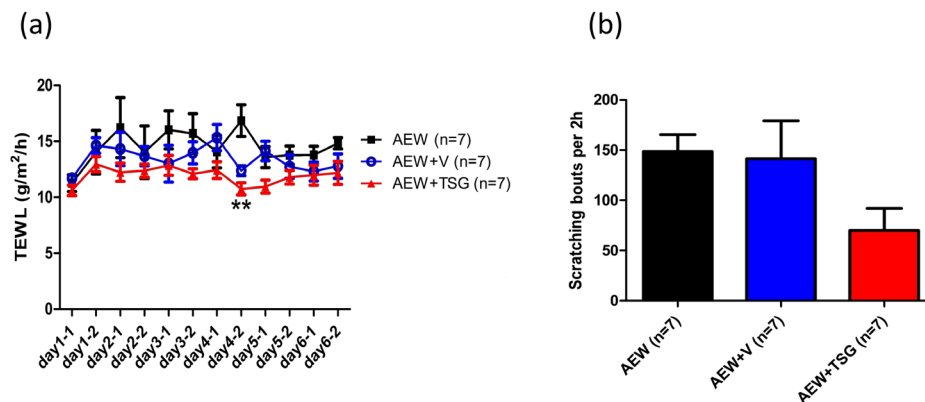 (a)
TEWL (g/m²/h)
20
15
10
5
0
day1-1
day1-2
day2-1
day2-2
day3-1
day3-2
day4-1
day4-2
day5-1
day5-2
day6-1
day6-2
**
AEW (n=7)
AEW+V (n=7)
AEW+TSG (n=7)
(b)
Scratching bouts per 2h
200
150
100
50
0
AEW (n=7)
AEW+V (n=7)
AEW+TSG (n=7)